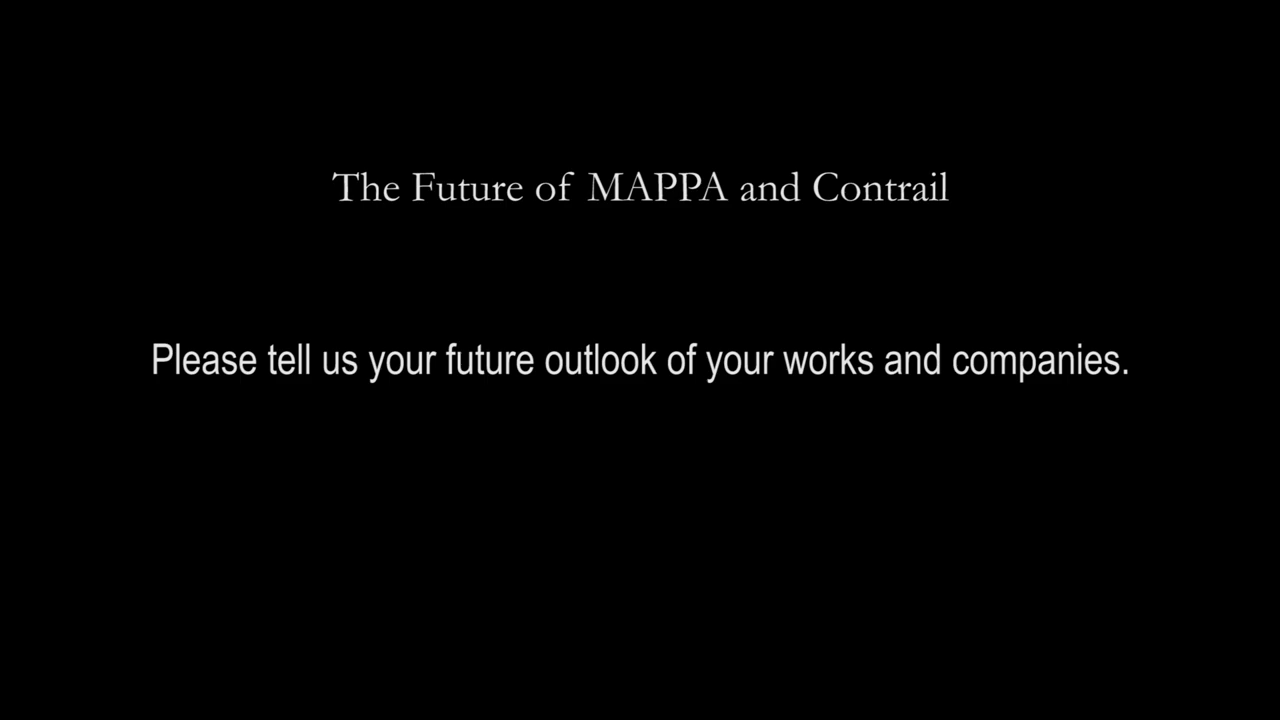 The Future of MAPPA and Contrail
Please tell us your future outlook of your works and companies.